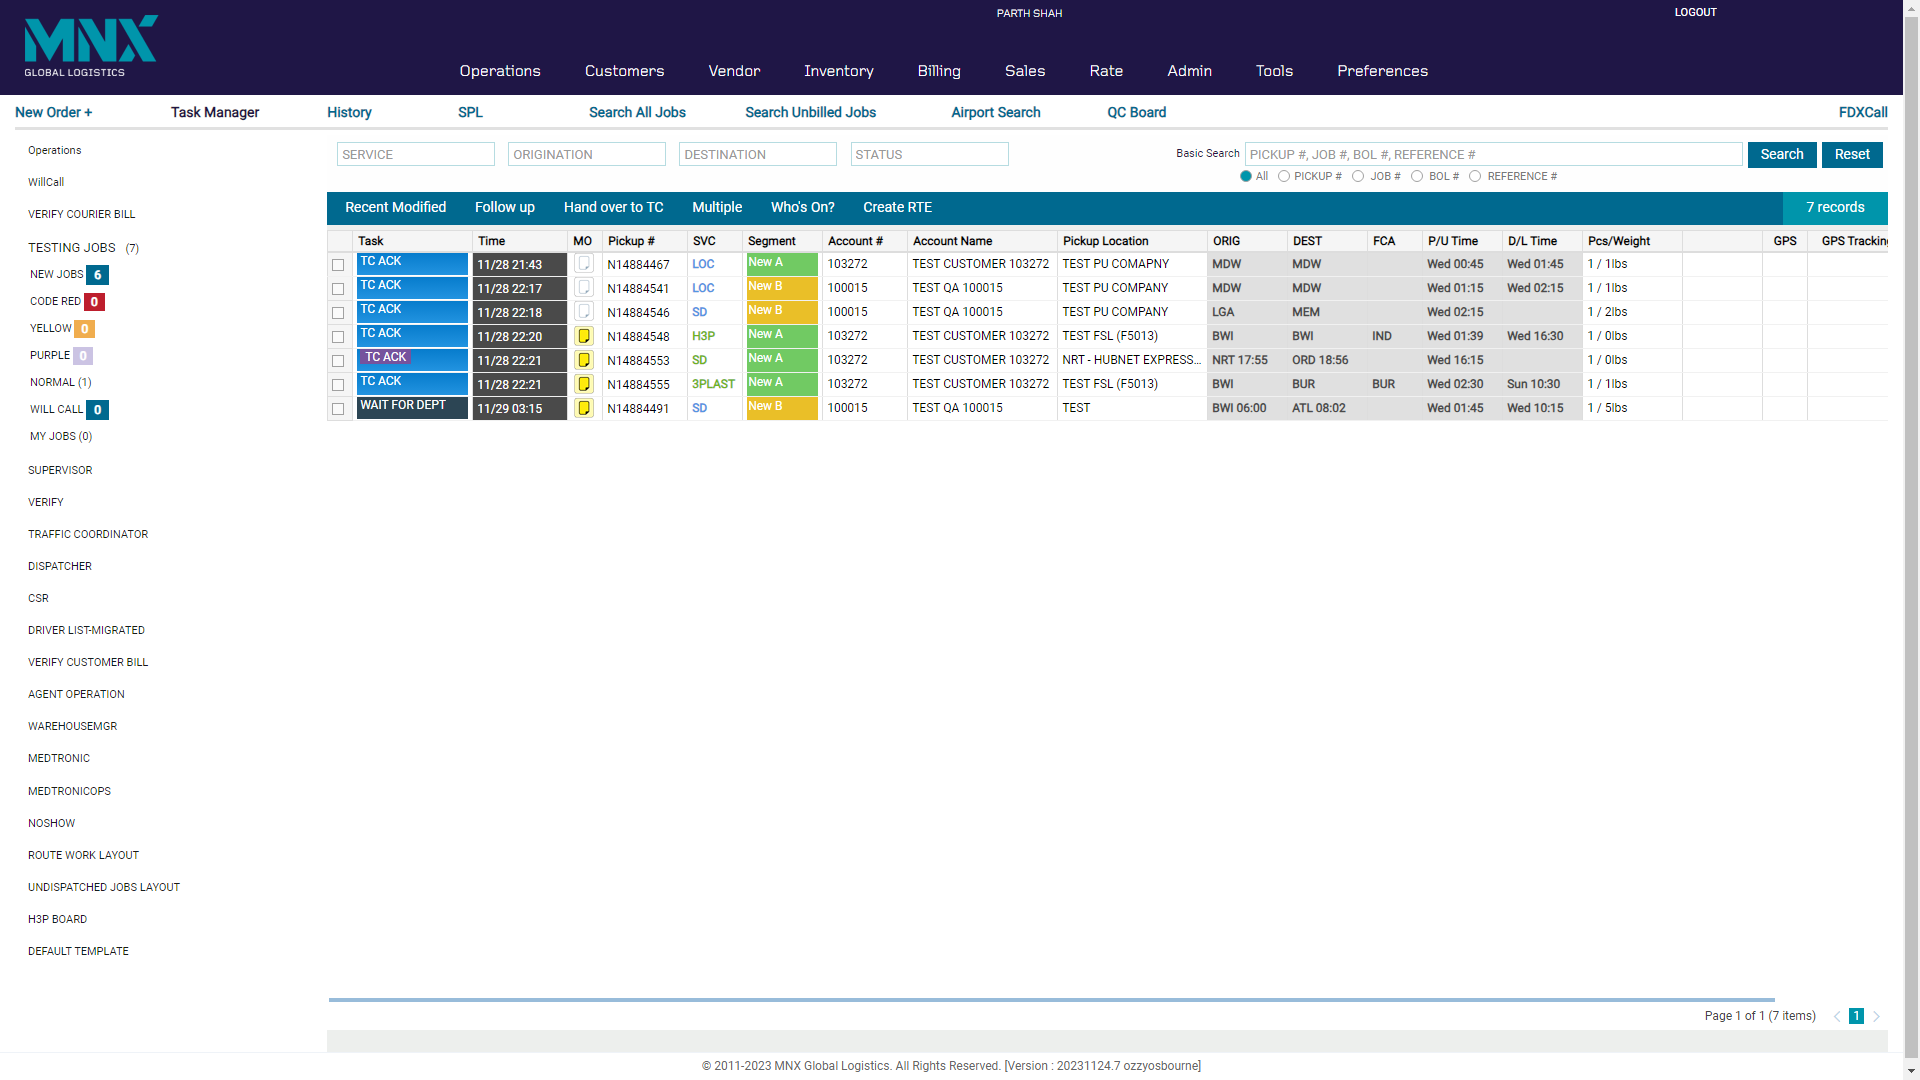 MNX
GLOBAL LOGISTICS
PARTH SHAH
LOGOUT
Operations Customers Vendor Inventory Billing Sales Rate Admin Tools Preferences
New Order + Task Manager History SPL Search All Jobs Search Unbilled Jobs Airport Search QC Board FDXCall
Operations
WillCall
VERIFY COURIER BILL
TESTING JOBS (7)
NEW JOBS 6
CODE RED 0
YELLOW 0
PURPLE 0
NORMAL (1)
WILL CALL 0
MY JOBS (0)
SUPERVISOR
VERIFY
TRAFFIC COORDINATOR
DISPATCHER
CSR
DRIVER LIST-MIGRATED
VERIFY CUSTOMER BILL
AGENT OPERATION
WAREHOUSEMGR
MEDTRONIC
MEDTRONICOPS
NOSHOW
ROUTE WORK LAYOUT
UNDISPATCHED JOBS LAYOUT
H3P BOARD
DEFAULT TEMPLATE
SERVICE ORIGINATION DESTINATION STATUS Basic Search PICKUP #, JOB #, BOL #, REFERENCE # Search Reset
All PICKUP # JOB # BOL # REFERENCE #
Recent Modified Follow up Hand over to TC Multiple Who's On? Create RTE 7 records
Task Time MO Pickup # SVC Segment Account # Account Name Pickup Location ORIG DEST FCA P/U Time D/L Time Pcs/Weight GPS GPS Tracking
TC ACK 11/28 21:43 N14884467 LOC New A 103272 TEST CUSTOMER 103272 TEST PU COMAPNY MDW MDW Wed 00:45 Wed 01:45 1 / 1lbs
TC ACK 11/28 22:17 N14884541 LOC New B 100015 TEST QA 100015 TEST PU COMPANY MDW MDW Wed 01:15 Wed 02:15 1 / 1lbs
TC ACK 11/28 22:18 N14884546 SD New B 100015 TEST QA 100015 TEST PU COMPANY LGA MEM Wed 02:15 1 / 2lbs
TC ACK 11/28 22:20 N14884548 H3P New A 103272 TEST CUSTOMER 103272 TEST FSL (F5013) BWI BWI IND Wed 01:39 Wed 16:30 1 / 0lbs
TC ACK 11/28 22:21 N14884553 SD New A 103272 TEST CUSTOMER 103272 NRT - HUBNET EXPRESS... NRT 17:55 ORD 18:56 Wed 16:15 1 / 0lbs
TC ACK 11/28 22:21 N14884555 3PLAST New A 103272 TEST CUSTOMER 103272 TEST FSL (F5013) BWI BUR BUR Wed 02:30 Sun 10:30 1 / 1lbs
WAIT FOR DEPT 11/29 03:15 N14884491 SD New B 100015 TEST QA 100015 TEST BWI 06:00 ATL 08:02 Wed 01:45 Wed 10:15 1 / 5lbs
Page 1 of 1 (7 items) 1
© 2011-2023 MNX Global Logistics. All Rights Reserved. [Version : 20231124.7 ozzyosbourne]